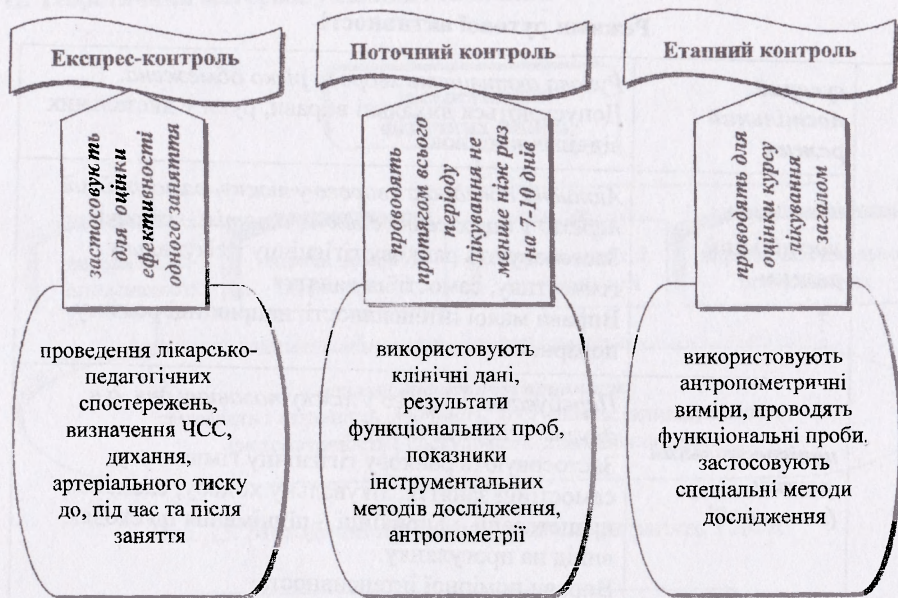 Експрес-контроль
застосовують
для оцінки
ефективності
одного заняття
проведення лікарсько-
педагогічних
спостережень,
визначення ЧСС,
дихання,
артеріального тиску
до, під час та після
заняття
Поточний контроль
проводять
протягом всього
періоду
лікування не
менше ніж раз
на 7-10 днів
використовують
клінічні дані,
результати
функціональних проб,
показники
інструментальних
методів дослідження,
антропометрії
Етапний контроль
проводять для
оцінки курсу
лікування
загалом
використовують
антропометричні
виміри, проводять
функціональні проби,
застосовують
спеціальні методи
дослідження